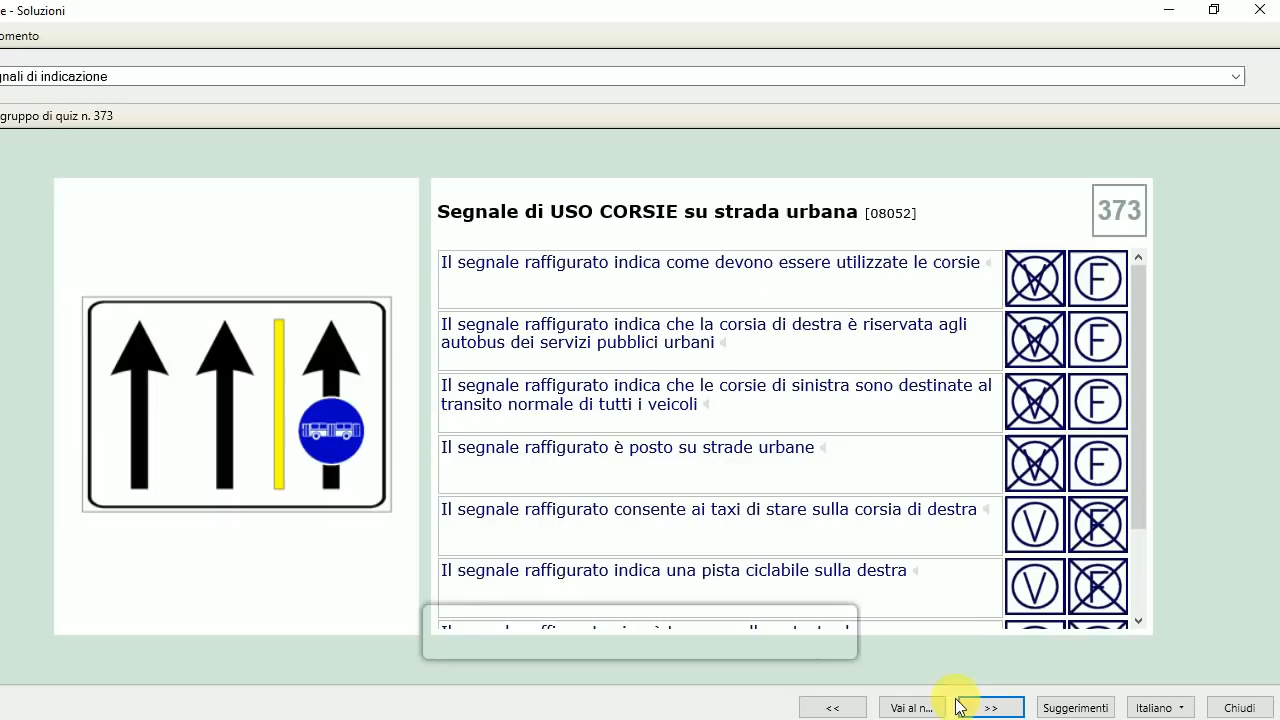 e - Soluzioni
omento
nali di indicazione
gruppo di quiz n. 373
Segnale di USO CORSIE su strada urbana [08052]
373
Il segnale raffigurato indica come devono essere utilizzate le corsie
V F
Il segnale raffigurato indica che la corsia di destra è riservata agli
autobus dei servizi pubblici urbani
V F
Il segnale raffigurato indica che le corsie di sinistra sono destinate al
transito normale di tutti i veicoli
V F
Il segnale raffigurato è posto su strade urbane
V F
Il segnale raffigurato consente ai taxi di stare sulla corsia di destra
V F
Il segnale raffigurato indica una pista ciclabile sulla destra
V F
<< Vai al n... >> Suggerimenti Italiano Chiudi